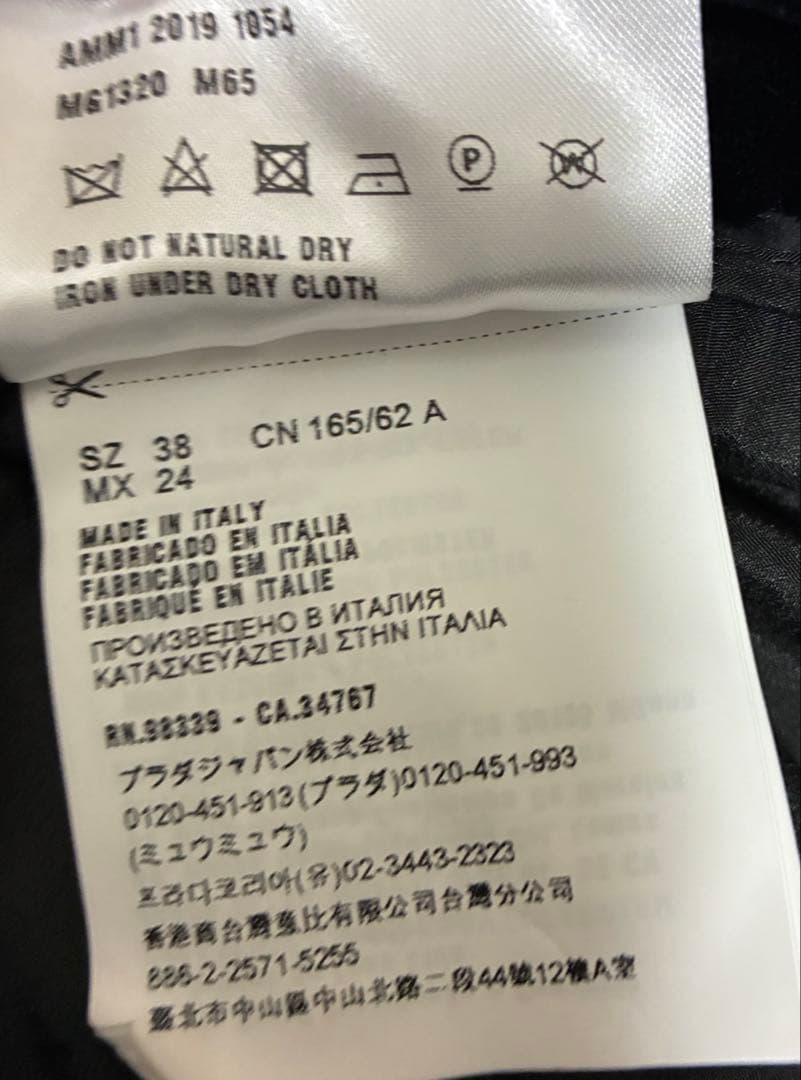 AMM1 2019 1054
MG1320 M65
P
W
DO NOT NATURAL DRY
IRON UNDER DRY CLOTH
SZ 38 CN 165/62 A
MX 24
MADE IN ITALY
FABRICADO EN ITALIA
FABRICADO EM ITÁLIA
FABRIQUÉ EN ITALIE
ПРОИЗВЕДЕНО В ИТАЛИЯ
ΚΑΤΑΣΚΕΥΑΖΕΤΑΙ ΣΤΗΝ ΙΤΑΛΙΑ
RN.98339 - CA.34767
プラダジャパン株式会社
0120-451-913(プラダ)0120-451-993
(ミュウミュウ)
프라다코리아(유)02-3443-2323
香港商台灣蜚比有限公司台灣分公司
886-2-2571-5255
臺北市中山區中山北路二段44號12樓A室